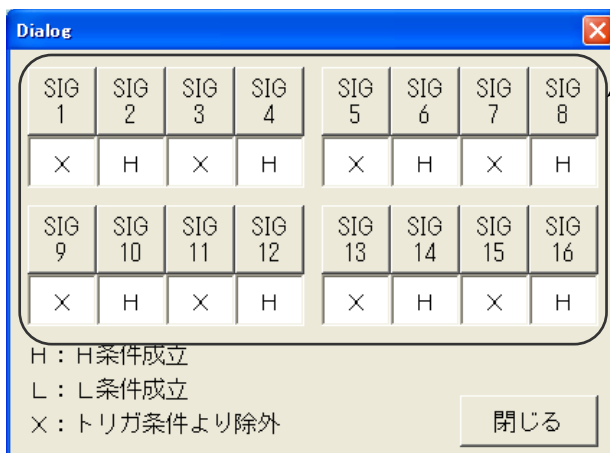 Dialog
SIG 1 SIG 2 SIG 3 SIG 4 SIG 5 SIG 6 SIG 7 SIG 8
X H X H X H X H
SIG 9 SIG 10 SIG 11 SIG 12 SIG 13 SIG 14 SIG 15 SIG 16
X H X H X H X H
H：H条件成立
L：L条件成立
X：トリガ条件より除外
閉じる